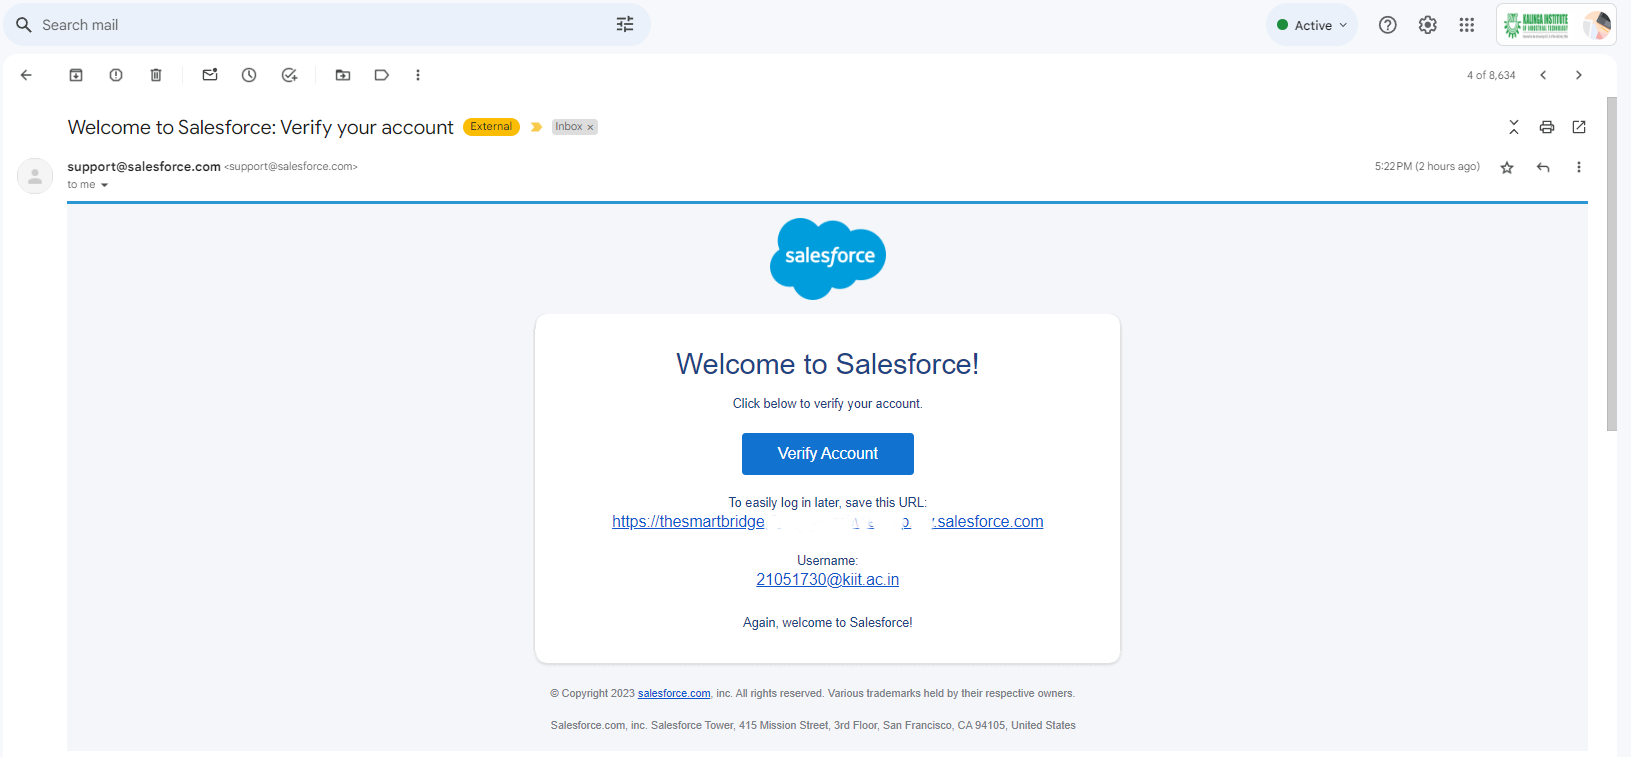 Search mail
Active
KALINGA INSTITUTE
OF INDUSTRIAL TECHNOLOGY
4 of 8,634
Welcome to Salesforce: Verify your account External Inbox x
support@salesforce.com <support@salesforce.com>
5:22 PM (2 hours ago)
to me
salesforce
Welcome to Salesforce!
Click below to verify your account.
Verify Account
To easily log in later, save this URL:
https://thesmartbridge .salesforce.com
Username:
21051730@kiit.ac.in
Again, welcome to Salesforce!
© Copyright 2023 salesforce.com, inc. All rights reserved. Various trademarks held by their respective owners.
Salesforce.com, inc. Salesforce Tower, 415 Mission Street, 3rd Floor, San Francisco, CA 94105, United States